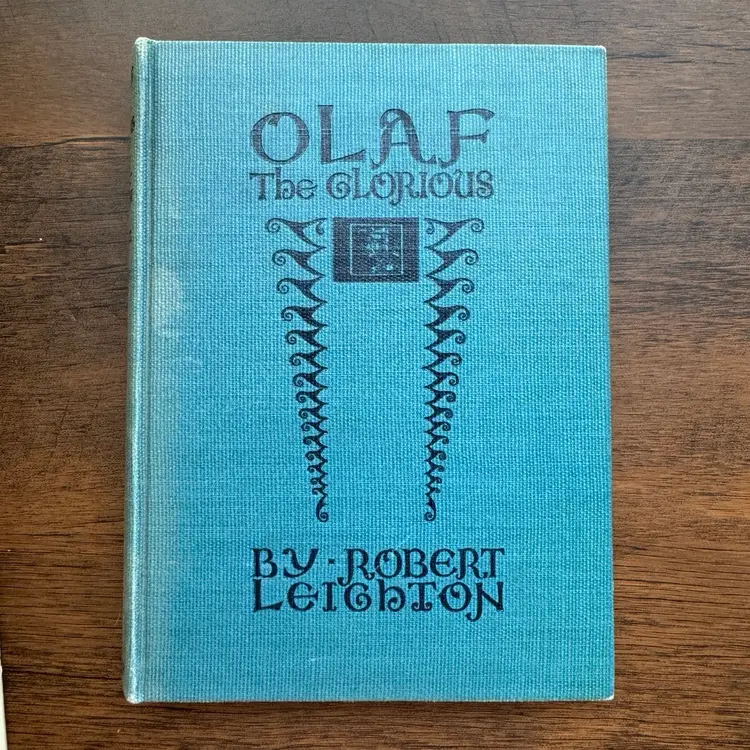 OLAF
The GLORIOUS
BY · ROBERT
LEIGHTON